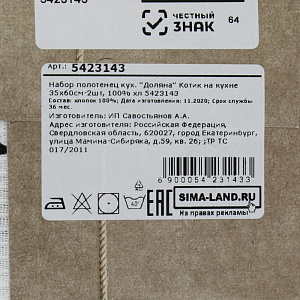 5423143
ЧЕСТНЫЙ
ЗНАК
64
Арт.: 5423143
Набор полотенец кух. "Доляна" Котик на кухне
35х60см-2шт, 100% хл 5423143
Состав: хлопок 100%; Дата изготовления: 11.2020; Срок службы
36 мес.
Изготовитель: ИП Савостьянов А.А.
Адрес изготовителя: Российская Федерация,
Свердловская область, 620027, город Екатеринбург,
улица Мамина-Сибиряка, д.59, кв. 26; ;ТР ТС
017/2011
EAC
6900054231433
SIMA-LAND.ru
На правах рекламы